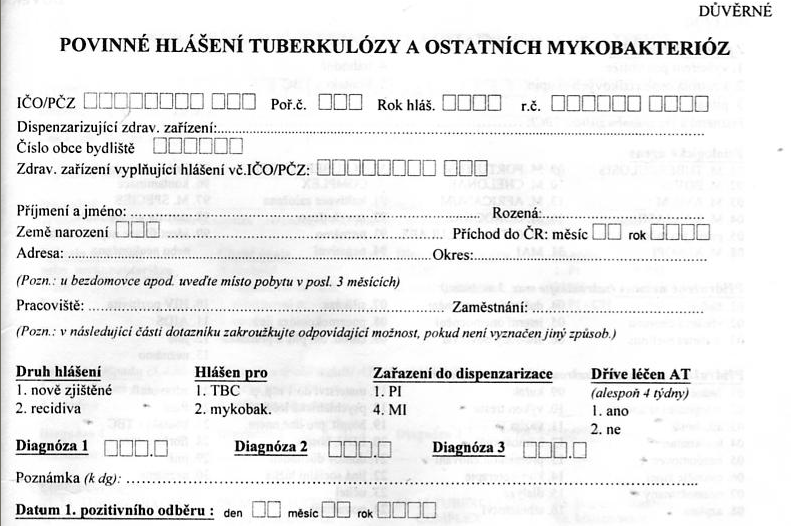 DŮVĚRNÉ
POVINNÉ HLÁŠENÍ TUBERKULÓZY A OSTATNÍCH MYKOBAKTERIÓZ
IČO/PČZ Poř.č. Rok hláš. r.č.
Dispenzarizující zdrav. zařízení:
Číslo obce bydliště
Zdrav. zařízení vyplňující hlášení vč.IČO/PČZ:
Příjmení a jméno: Rozená:
Země narození Příchod do ČR: měsíc rok
Adresa: Okres:
(Pozn.: u bezdomovce apod. uveďte místo pobytu v posl. 3 měsících)
Pracoviště: Zaměstnání:
(Pozn.: v následující části dotazníku zakroužkujte odpovídající možnost, pokud není vyznačen jiný způsob.)
Druh hlášení Hlášen pro Zařazení do dispenzarizace Dříve léčen AT
1. nově zjištěné 1. TBC 1. PI (alespoň 4 týdny)
2. recidiva 2. mykobak. 4. MI 1. ano
2. ne
Diagnóza 1 Diagnóza 2 Diagnóza 3
Poznámka (k dg):
Datum 1. pozitivního odběru : den měsíc rok